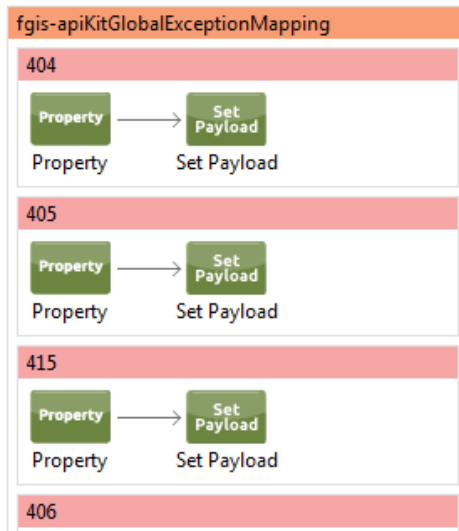 fgis-apiKitGlobalExceptionMapping
404
Property
Set
Payload
Property
Set Payload
405
Property
Set
Payload
Property
Set Payload
415
Property
Set
Payload
Property
Set Payload
406